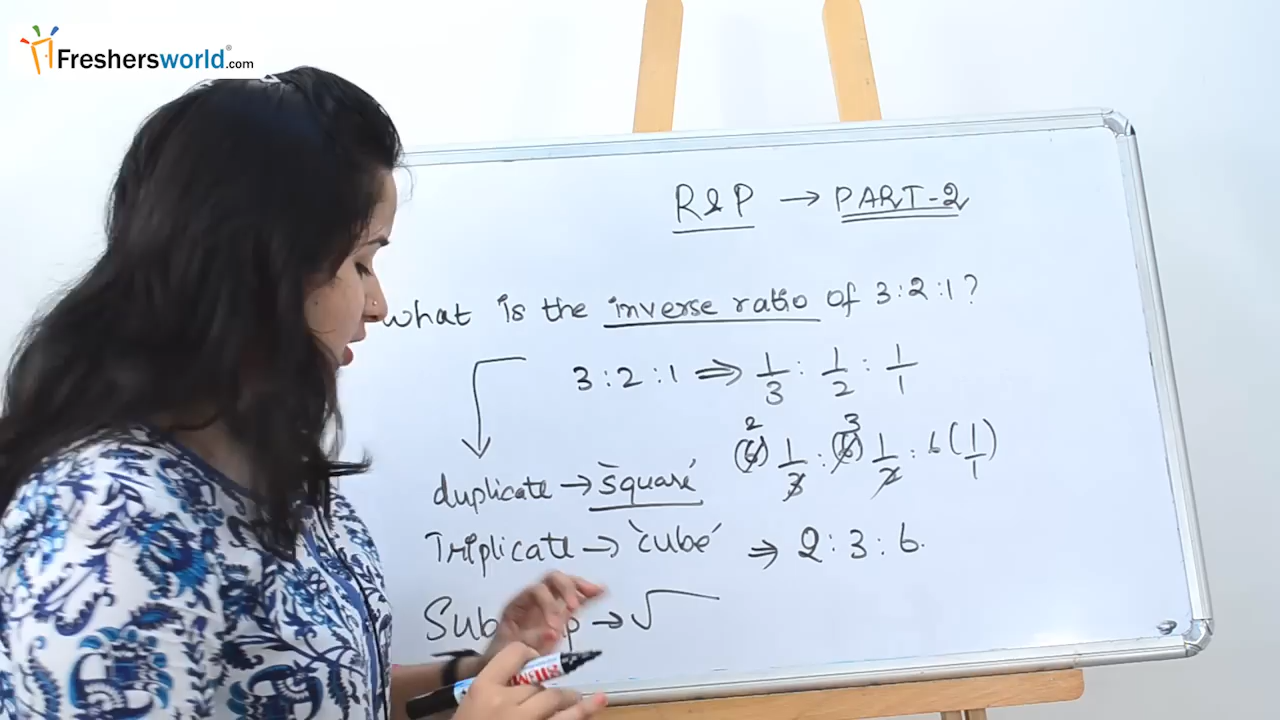 Freshersworld.com
R&P → PART-2
What is the inverse ratio of 3:2:1?
3:2:1 ⇒ 1/3 : 1/2 : 1/1
2 3
(6) 1/3 : (6) 1/2 : 6(1/1)
duplicate → 'square'
Triplicate → 'cube' ⇒ 2:3:6.
→ √